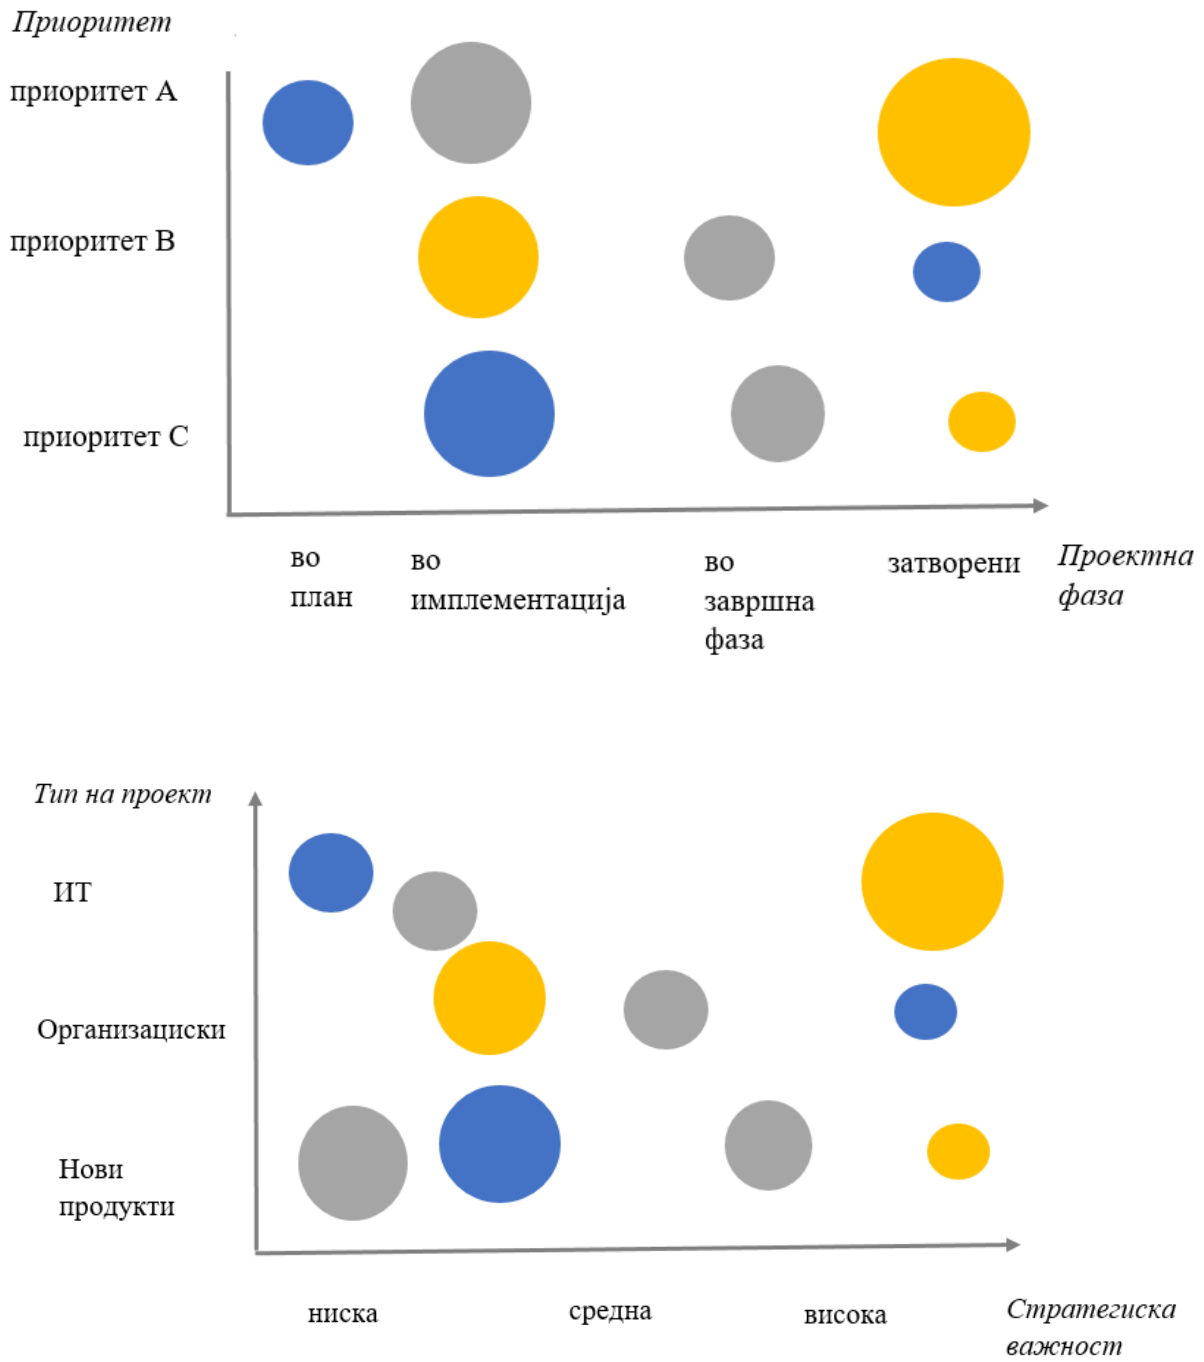 Приоритет
приоритет А
приоритет В
приоритет С
во
план
во
имплементација
во
завршна
фаза
затворени
Проектна
фаза
Тип на проект
ИТ
Организациски
Нови
продукти
ниска
средна
висока
Стратегиска
важност